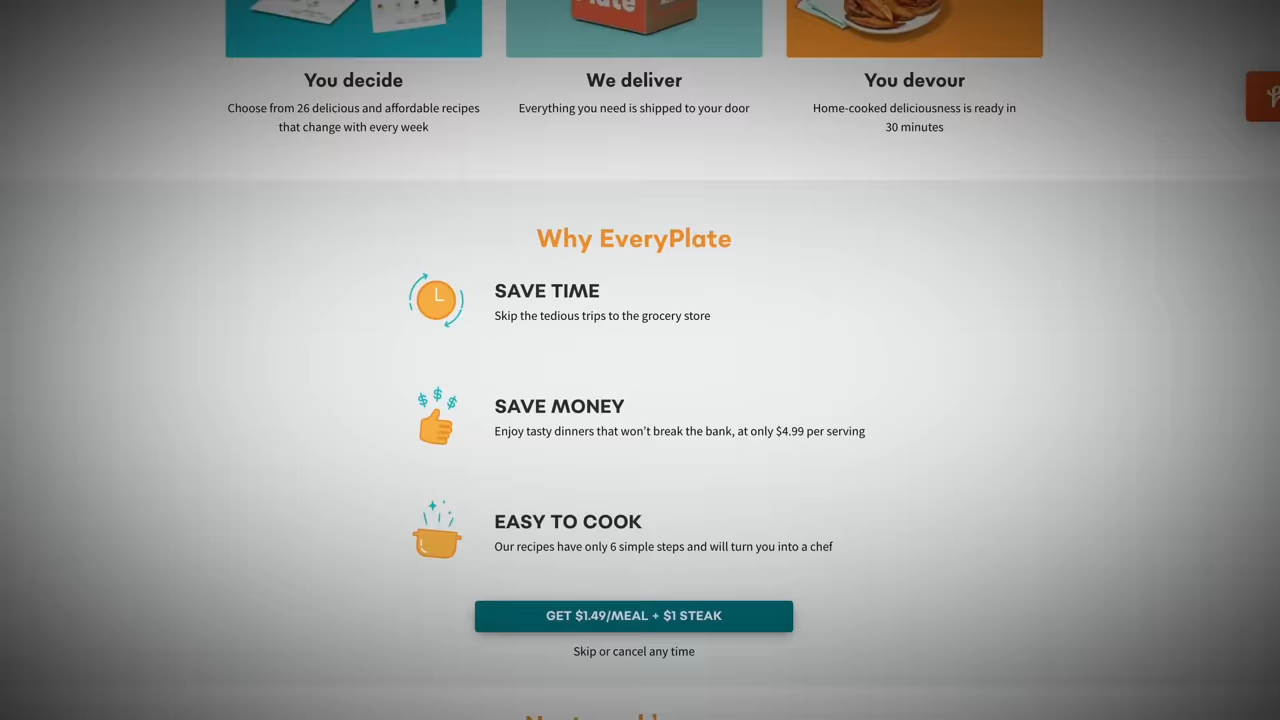 You decide
We deliver
You devour
Choose from 26 delicious and affordable recipes
that change with every week
Everything you need is shipped to your door
Home-cooked deliciousness is ready in
30 minutes
Why EveryPlate
SAVE TIME
Skip the tedious trips to the grocery store
SAVE MONEY
Enjoy tasty dinners that won't break the bank, at only $4.99 per serving
EASY TO COOK
Our recipes have only 6 simple steps and will turn you into a chef
GET $1.49/MEAL + $1 STEAK
Skip or cancel any time